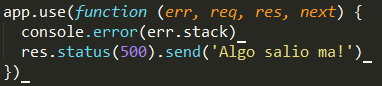 app.use(function (err, req, res, next) {
  console.error(err.stack)_
  res.status(500).send('Algo salio ma!')_
})_